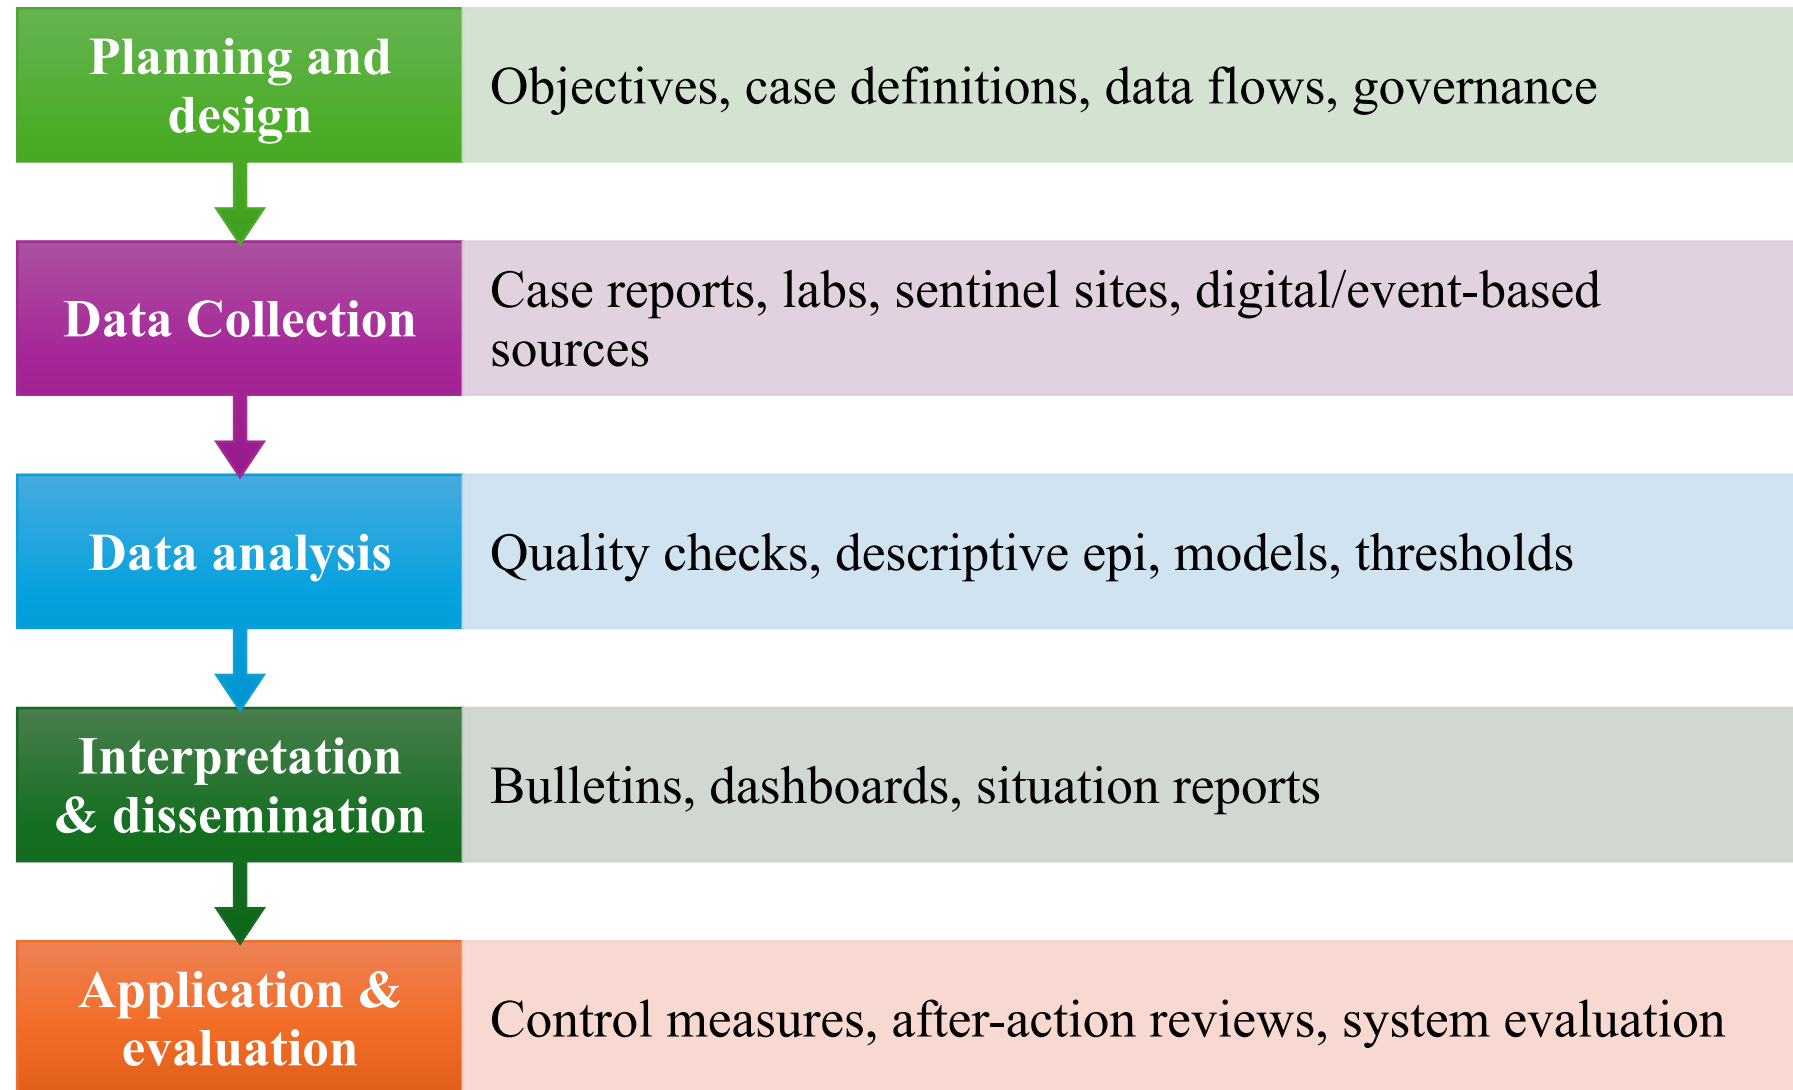 Planning and
design
Objectives, case definitions, data flows, governance
Data Collection
Case reports, labs, sentinel sites, digital/event-based
sources
Data analysis
Quality checks, descriptive epi, models, thresholds
Interpretation
& dissemination
Bulletins, dashboards, situation reports
Application &
evaluation
Control measures, after-action reviews, system evaluation